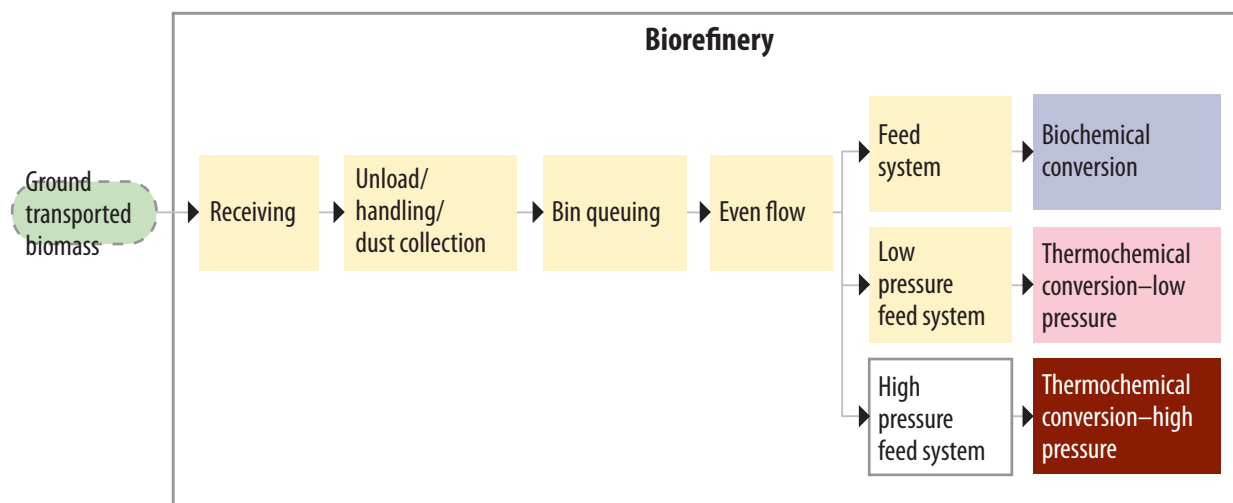 Biorefinery
Ground
transported
biomass
Receiving
Unload/
handling/
dust collection
Bin queuing
Even flow
Feed
system
Biochemical
conversion
Low
pressure
feed system
Thermochemical
conversion–low
pressure
High
pressure
feed system
Thermochemical
conversion–high
pressure